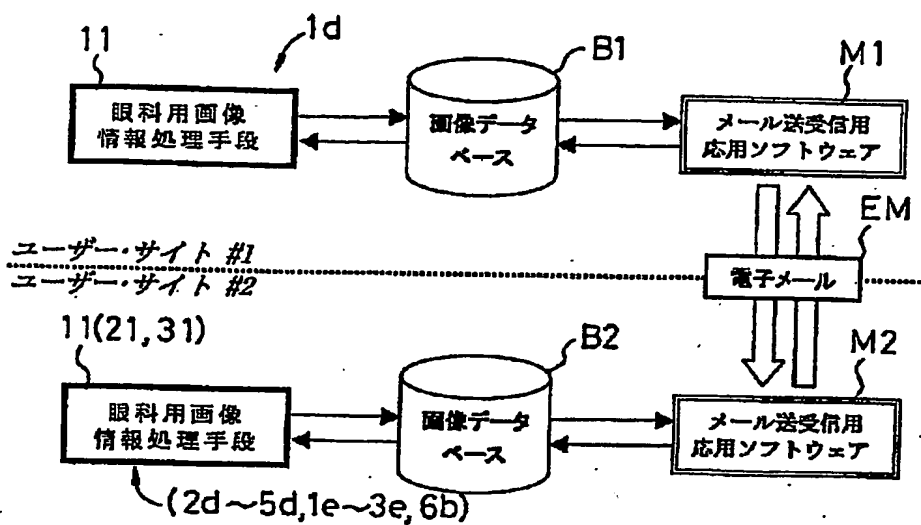 11
1d
B1
M1
眼科用画像
情報処理手段
画像データ
ベース
メール送受信用
応用ソフトウェア
EM
ユーザー・サイト #1
電子メール
ユーザー・サイト #2
11(21,31)
B2
M2
眼科用画像
情報処理手段
画像データ
ベース
メール送受信用
応用ソフトウェア
(2d～5d,1e～3e,6b)